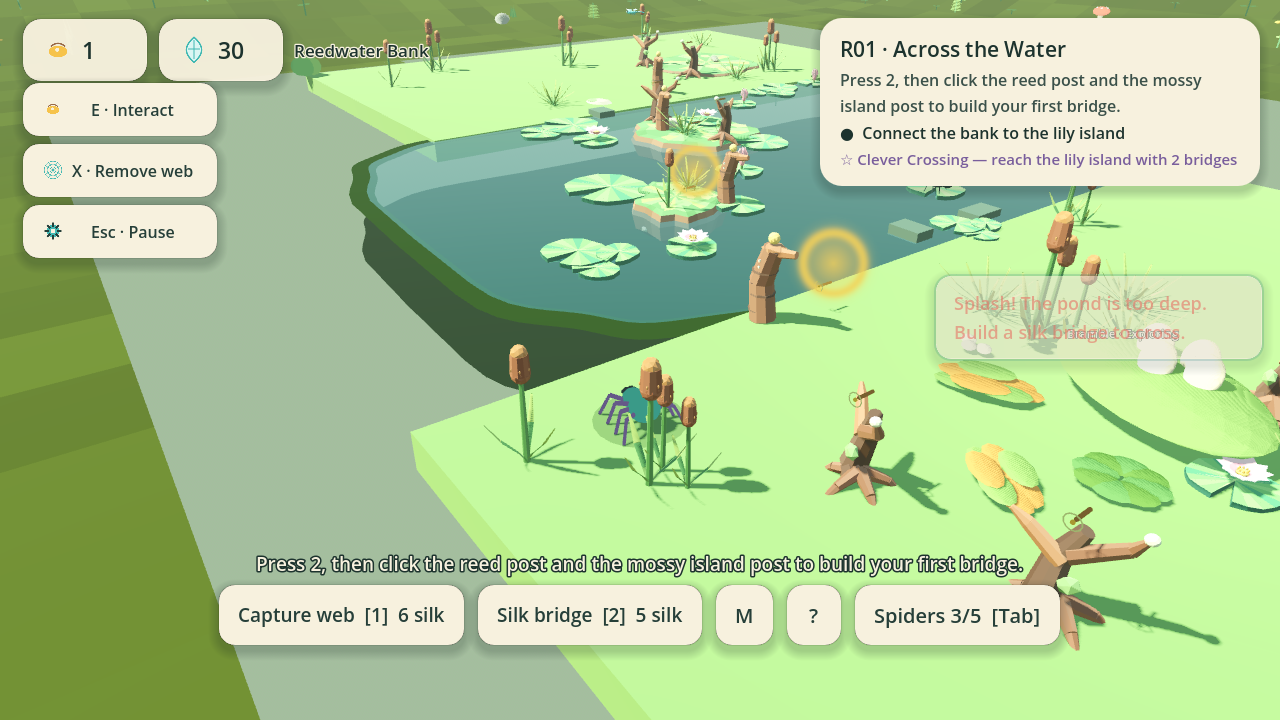 1
30
Reedwater Bank
E · Interact
X · Remove web
Esc · Pause
R01 · Across the Water
Press 2, then click the reed post and the mossy
island post to build your first bridge.
● Connect the bank to the lily island
☆ Clever Crossing — reach the lily island with 2 bridges
Splash! The pond is too deep.
Build a silk bridge to cross.
Press 2, then click the reed post and the mossy island post to build your first bridge.
Capture web [1] 6 silk
Silk bridge [2] 5 silk
M
?
Spiders 3/5 [Tab]